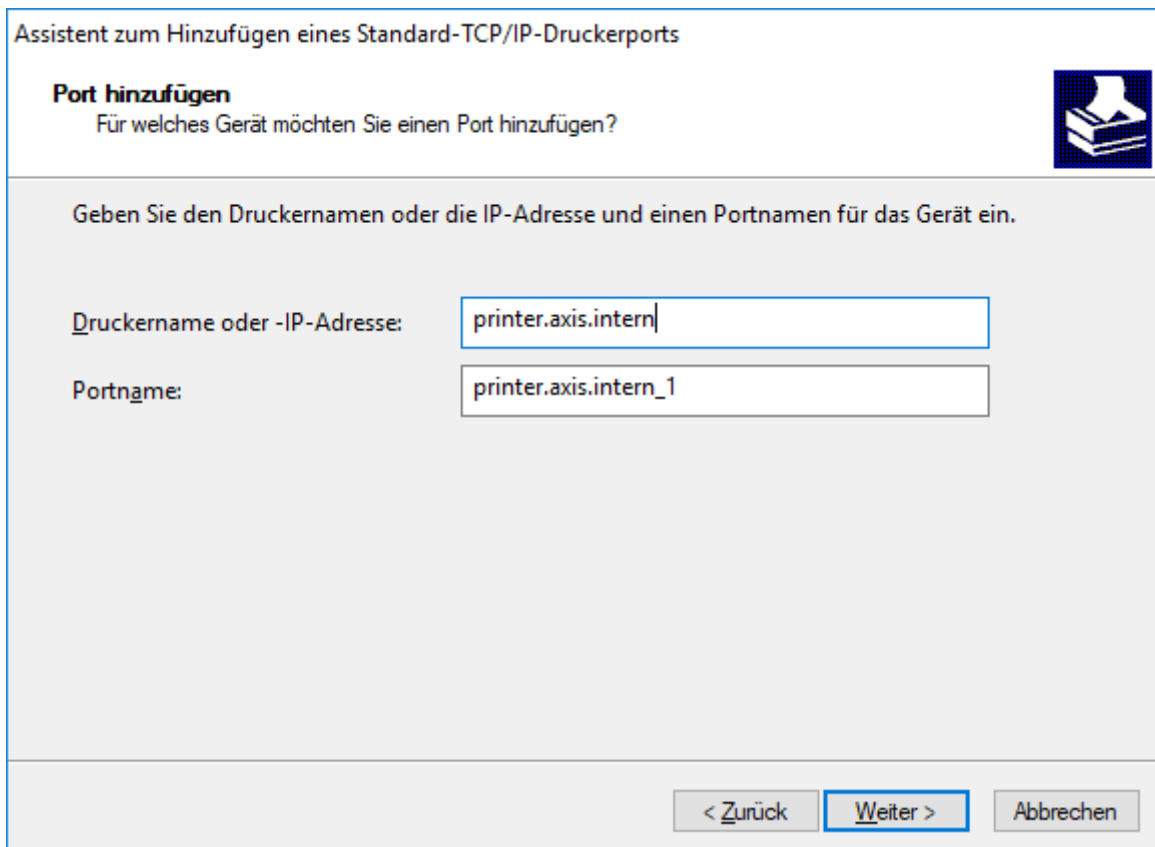 Assistent zum Hinzufügen eines Standard-TCP/IP-Druckerports
Port hinzufügen
Für welches Gerät möchten Sie einen Port hinzufügen?
Geben Sie den Druckernamen oder die IP-Adresse und einen Portnamen für das Gerät ein.
Druckername oder -IP-Adresse: printer.axis.intern
Portname: printer.axis.intern_1
< Zurück Weiter > Abbrechen